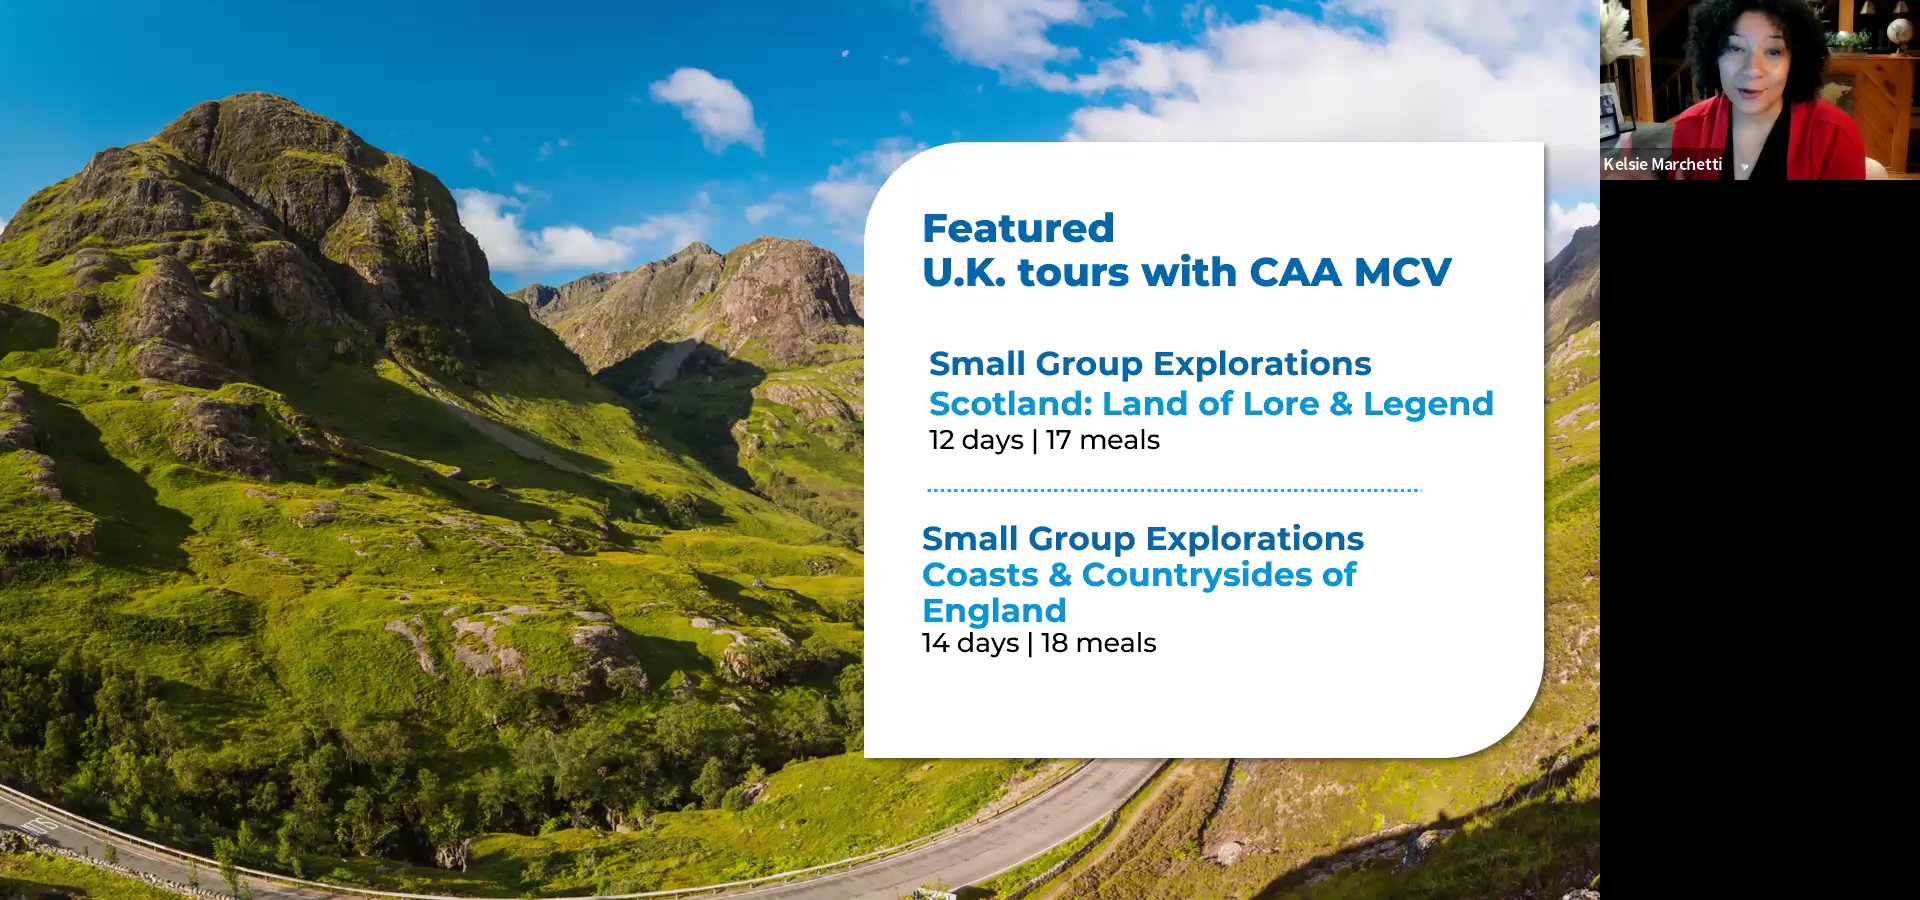 Featured
U.K. tours with CAA MCV
Small Group Explorations
Scotland: Land of Lore & Legend
12 days | 17 meals
Small Group Explorations
Coasts & Countrysides of
England
14 days | 18 meals
Kelsie Marchetti